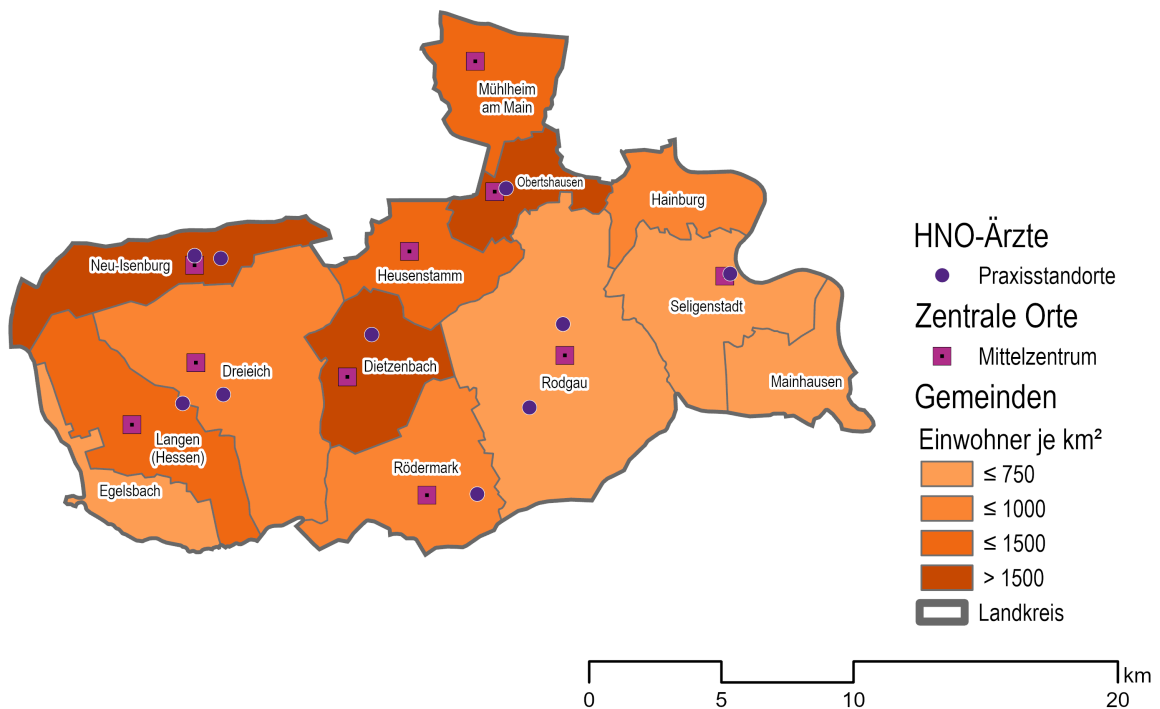 Mühlheim
am Main
Obertshausen
Hainburg
Neu-Isenburg
Heusenstamm
Seligenstadt
Dreieich
Dietzenbach
Rodgau
Mainhausen
Langen
(Hessen)
Rödermark
Egelsbach
HNO-Ärzte
Praxisstandorte
Zentrale Orte
Mittelzentrum
Gemeinden
Einwohner je km²
≤ 750
≤ 1000
≤ 1500
> 1500
Landkreis
km
0 5 10 20